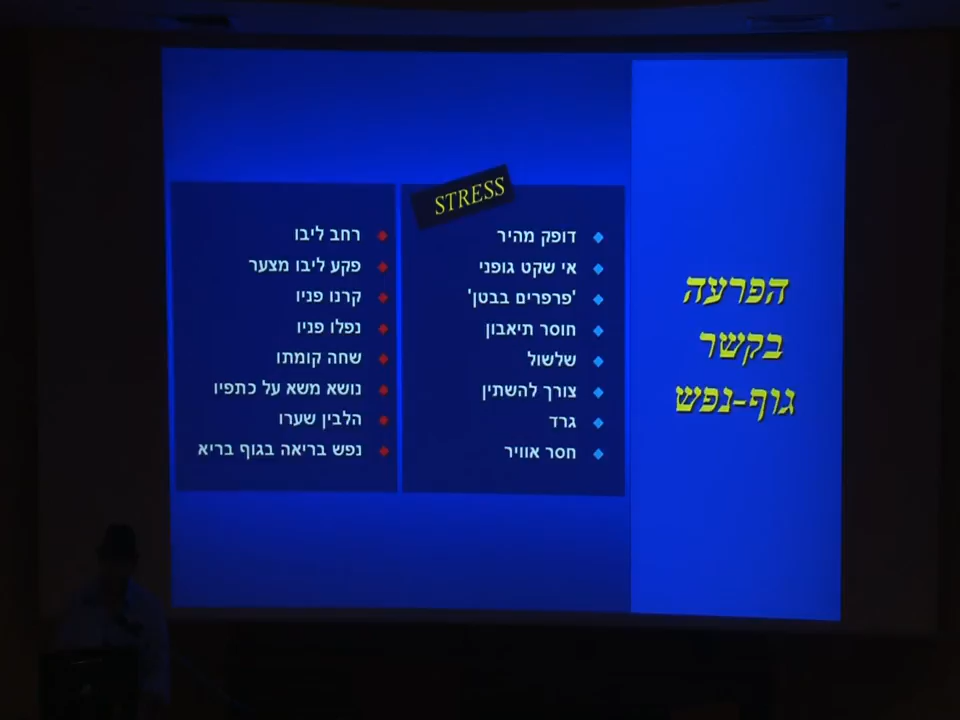 הפרעה
בקשר
גוף-נפש
STRESS
דופק מהיר
אי שקט גופני
'פרפרים בבטן'
חוסר תיאבון
שלשול
צורך להשתין
גרד
חסר אוויר
רחב ליבו
פקע ליבו מצער
קרנו פניו
נפלו פניו
שחה קומתו
נושא משא על כתפיו
הלבין שערו
נפש בריאה בגוף בריא